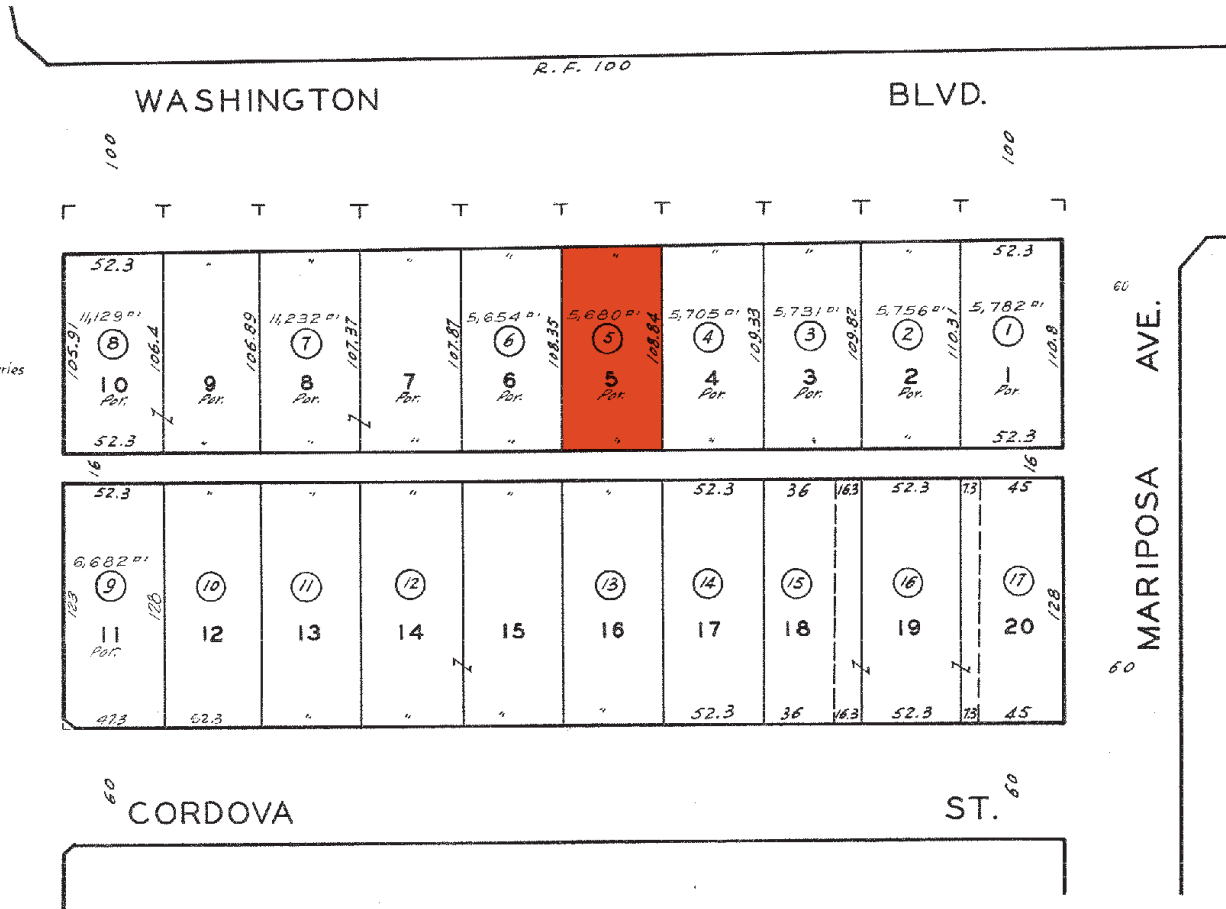 R.F. 100
WASHINGTON BLVD.
100 100
52.3 " " " " " " " " 52.3
11,129 11,232 5,654 5,680 5,705 5,731 5,756 5,782
105.91 8 106.4 106.89 7 107.37 107.87 6 108.35 5 108.84 4 109.33 3 109.82 2 110.31 1 110.8
10 9 8 7 6 5 4 3 2 1
Por. Por. Por. Por. Por. Por. Por. Por. Por. Por.
52.3 " " " " " " " " 52.3
16 16
52.3 " " " " " 52.3 36 16.3 52.3 7.3 45
6,682
123 9 128 10 11 12 13 14 15 16 17 128
11 12 13 14 15 16 17 18 19 20
Por.
47.3 52.3 " " " " 52.3 36 16.3 52.3 7.3 45
60 60
CORDOVA ST.
60
MARIPOSA AVE.
60